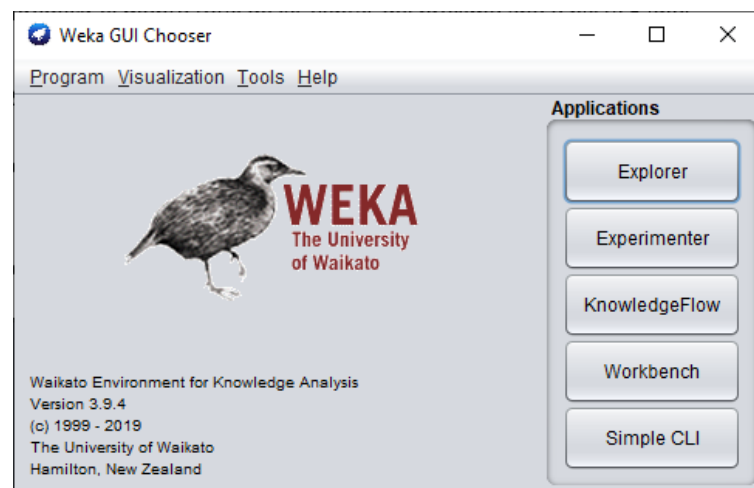 Weka GUI Chooser
Program Visualization Tools Help
Applications
Explorer
Experimenter
KnowledgeFlow
Workbench
Simple CLI
WEKA
The University
of Waikato
Waikato Environment for Knowledge Analysis
Version 3.9.4
(c) 1999 - 2019
The University of Waikato
Hamilton, New Zealand